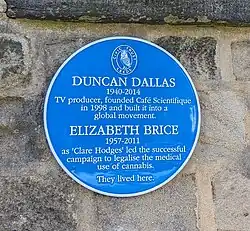 DUNCAN DALLAS
1940-2014
TV producer, founded Café Scientifique
in 1998 and built it into a
global movement.
ELIZABETH BRICE
1957-2011
as 'Clare Hodges' led the successful
campaign to legalise the medical
use of cannabis.
They lived here.